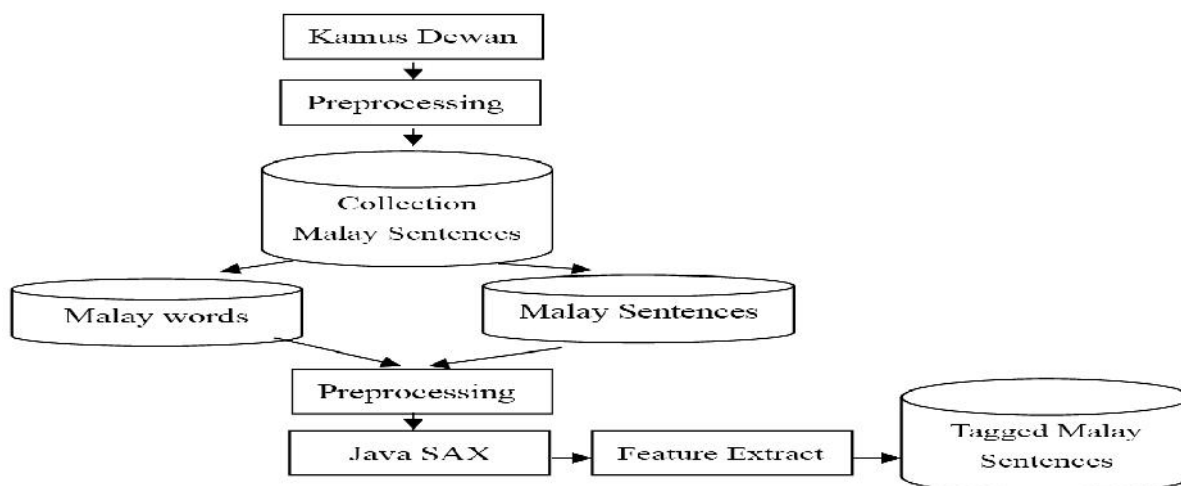 Kamus Dewan
Preprocessing
Collection
Malay Sentences
Malay words
Malay Sentences
Preprocessing
Java SAX
Feature Extract
Tagged Malay
Sentences